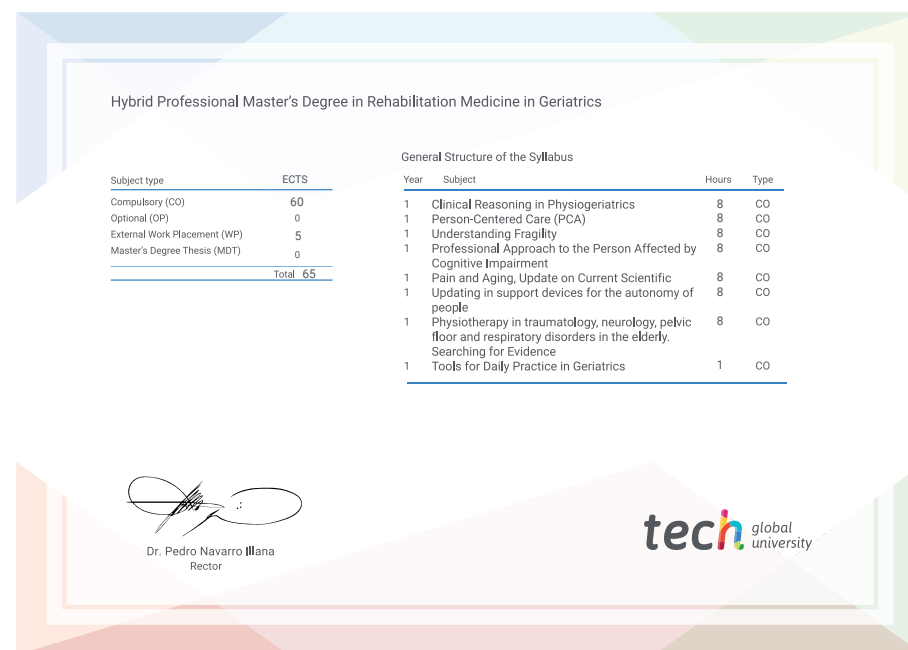 Hybrid Professional Master's Degree in Rehabilitation Medicine in Geriatrics
Subject type ECTS
Compulsory (CO) 60
Optional (OP) 0
External Work Placement (WP) 5
Master's Degree Thesis (MDT) 0
Total 65
General Structure of the Syllabus
Year Subject Hours Type
1 Clinical Reasoning in Physiogeriatrics 8 CO
1 Person-Centered Care (PCA) 8 CO
1 Understanding Fragility 8 CO
1 Professional Approach to the Person Affected by 8 CO
Cognitive Impairment
1 Pain and Aging, Update on Current Scientific 8 CO
1 Updating in support devices for the autonomy of 8 CO
people
1 Physiotherapy in traumatology, neurology, pelvic 8 CO
floor and respiratory disorders in the elderly.
Searching for Evidence
1 Tools for Daily Practice in Geriatrics 1 CO
Dr. Pedro Navarro Illana
Rector
tech global
university